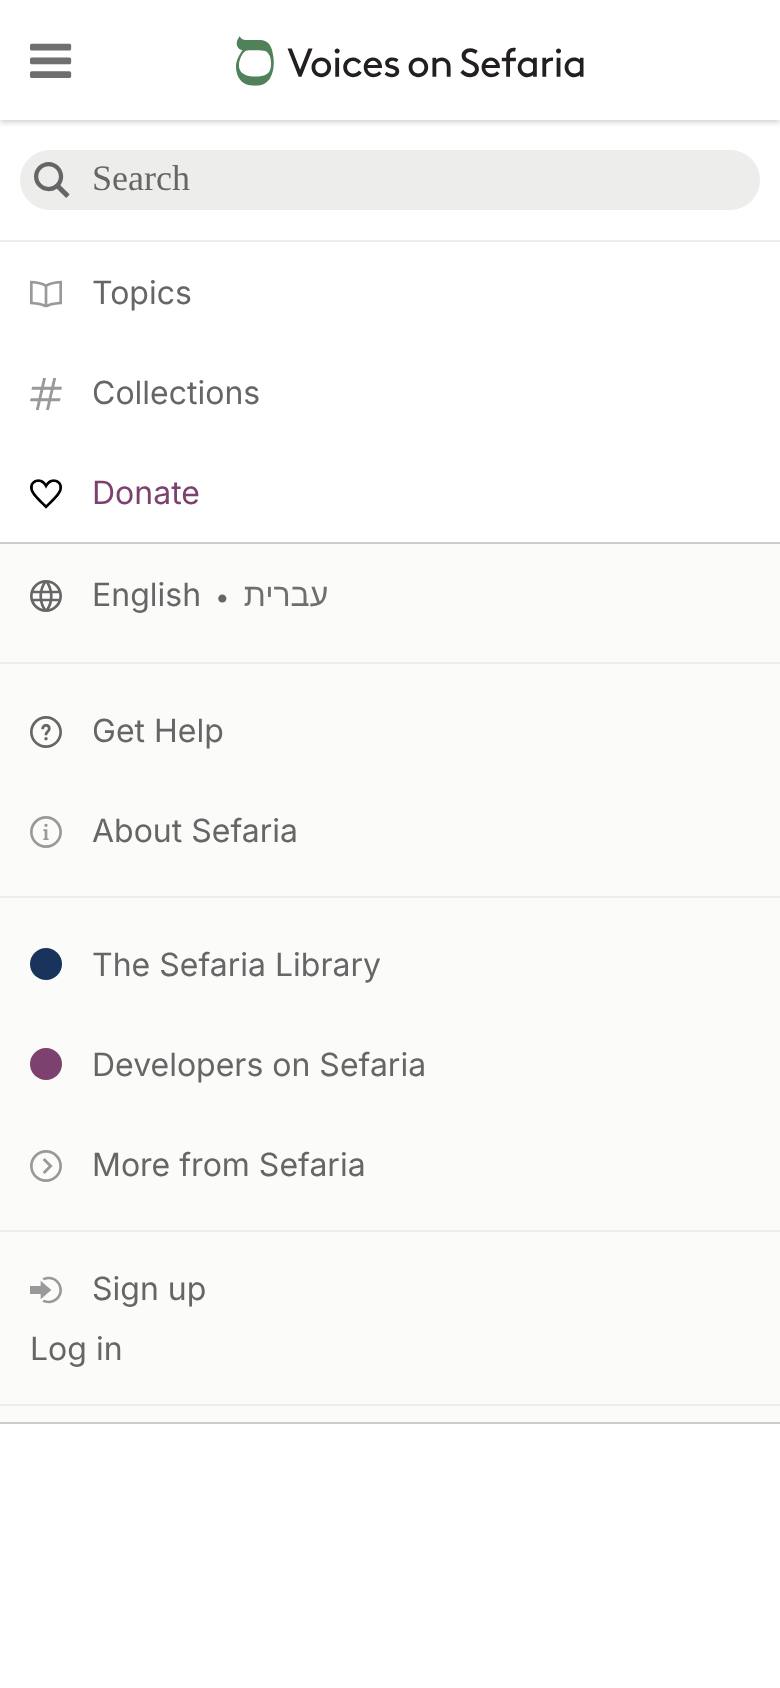 Voices on Sefaria
Search
Topics
Collections
Donate
English • עברית
Get Help
About Sefaria
The Sefaria Library
Developers on Sefaria
More from Sefaria
Sign up
Log in